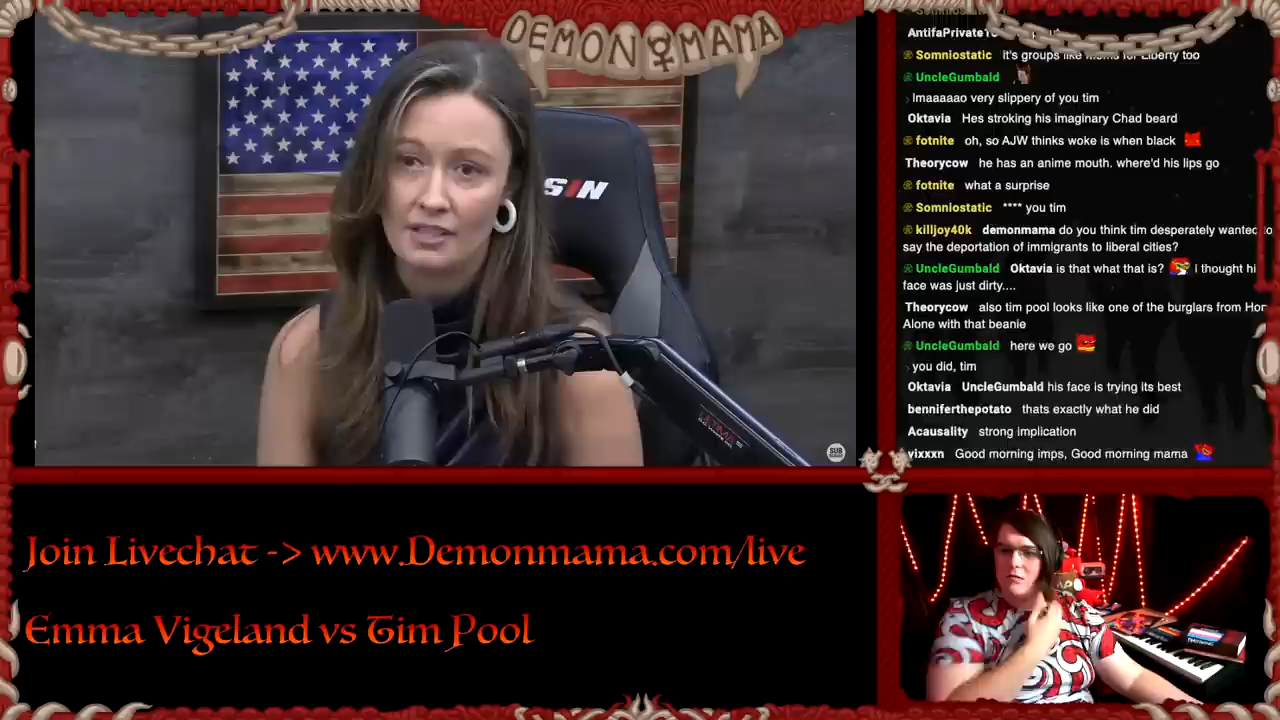 DEMON MAMA
SIN
SUB
AntifaPrivate
Somniostatic it's groups like Moms for Liberty too
UncleGumbald
lmaaaaao very slippery of you tim
Oktavia Hes stroking his imaginary Chad beard
fotnite oh, so AJW thinks woke is when black
Theorycow he has an anime mouth. where'd his lips go
fotnite what a surprise
Somniostatic **** you tim
killjoy40k demonmama do you think tim desperately wanted to
say the deportation of immigrants to liberal cities?
UncleGumbald Oktavia is that what that is? I thought hi
face was just dirty....
Theorycow also tim pool looks like one of the burglars from Hom
Alone with that beanie
UncleGumbald here we go
you did, tim
Oktavia UncleGumbald his face is trying its best
benniferthepotato thats exactly what he did
Acausality strong implication
vixxxn Good morning imps, Good morning mama
Join Livechat -> www.Demonmama.com/live
Emma Vigeland vs Tim Pool